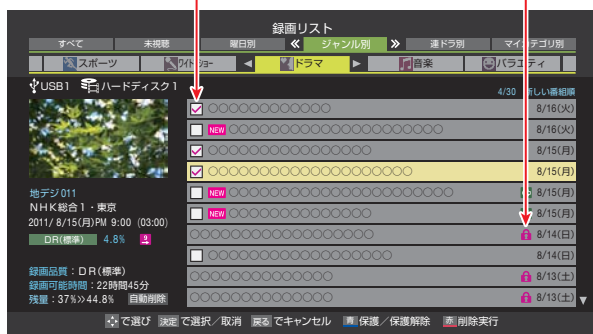 録画リスト
すべて 未視聴 曜日別 ≪ ジャンル別 ≫ 連ドラ別 マイカテゴリ別
スポーツ ◀ ドラマ ▶ 音楽 バラエティ
USB1 ハードディスク1
4/30 新しい番組順
○○○○○○○○○○○○ 8/16(火)
NEW ○○○○○○○○○○○○○○○○○○○○○ 8/16(火)
○○○○○○○○○○○○○○○○ 8/15(月)
○○○○○○○○○○○○○○○○○○○○ 8/15(月)
NEW ○○○○○○○○○○○○○○○○○○○○○○ 8/15(月)
NEW ○○○○○○○○○○○○○○ 8/15(月)
○○○○○○○○○○○○○○○○○○ 8/14(日)
○○○○○○○○○○○○ 8/14(日)
○○○○○○○○○○○○○○ 8/13(土)
○○○○○○○○○○○○○○○ 8/13(土) ▼
地デジ011
NHK総合1・東京
2011/ 8/15(月)PM 9:00 (03:00)
DR(標準) 4.8%
録画品質：DR(標準)
録画可能時間：22時間45分
残量：37%≫44.8% 自動削除
で選び 決定 で選択／取消 戻る でキャンセル 青 保護／保護解除 赤 削除実行